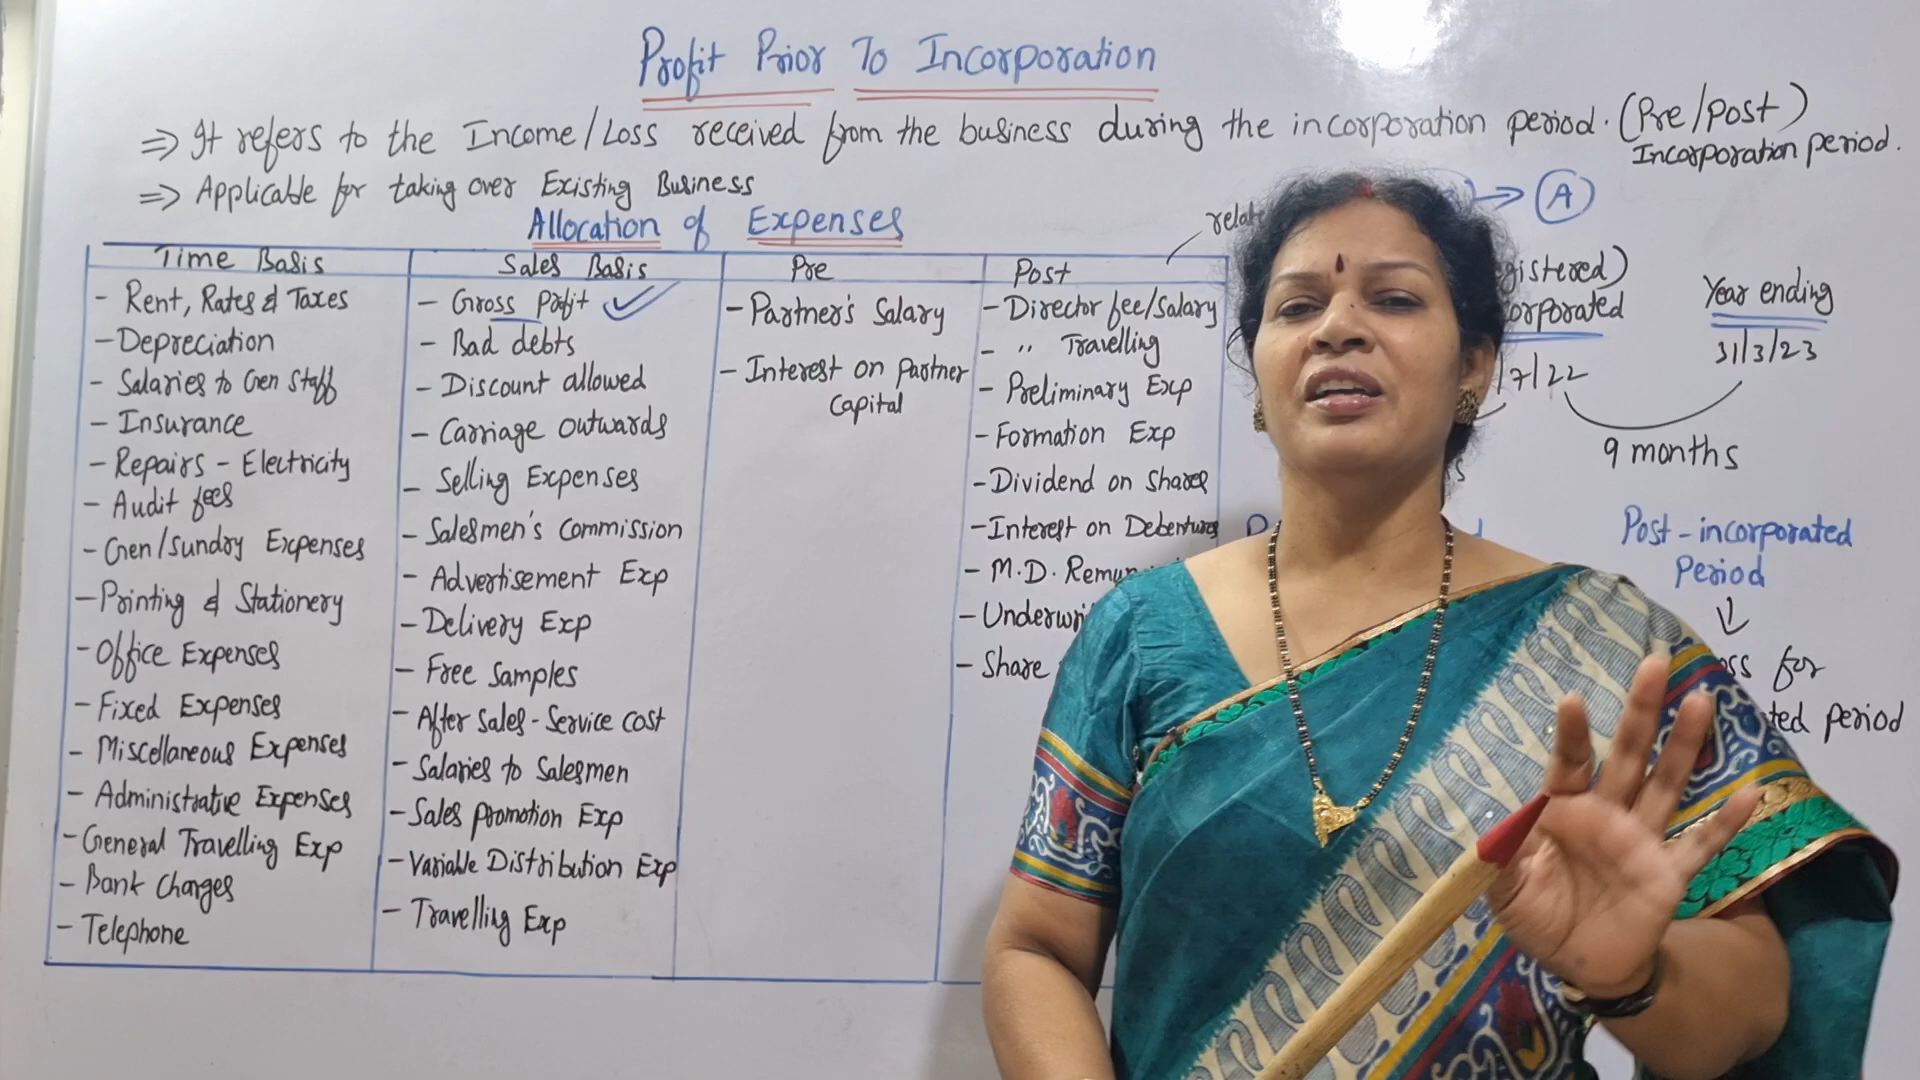 Profit Prior To Incorporation
⇒ It refers to the Income/Loss received from the business during the incorporation period. (Pre/Post)
Incorporation period.
⇒ Applicable for taking over Existing Business
→ A
Allocation of Expenses
Time Basis
- Rent, Rates & Taxes
- Depreciation
- Salaries to Gen Staff
- Insurance
- Repairs - Electricity
- Audit fees
- Gen/Sundry Expenses
- Printing & Stationery
- Office Expenses
- Fixed Expenses
- Miscellaneous Expenses
- Administrative Expenses
- General Travelling Exp
- Bank Charges
- Telephone
Sales Basis
- Gross Profit ✓
- Bad debts
- Discount allowed
- Carriage Outwards
- Selling Expenses
- Salesmen's Commission
- Advertisement Exp
- Delivery Exp
- Free Samples
- After Sales - Service cost
- Salaries to Salesmen
- Sales promotion Exp
- Variable Distribution Exp
- Travelling Exp
Pre
- Partner's Salary
- Interest on Partner
Capital
Post
- Director fee/Salary
- " Travelling
- Preliminary Exp
- Formation Exp
- Dividend on Shares
- Interest on Debentures
- M.D.
- Share
Year ending
31/3/23
/7/22
9 months
Post-incorporated
Period
↓
for
period